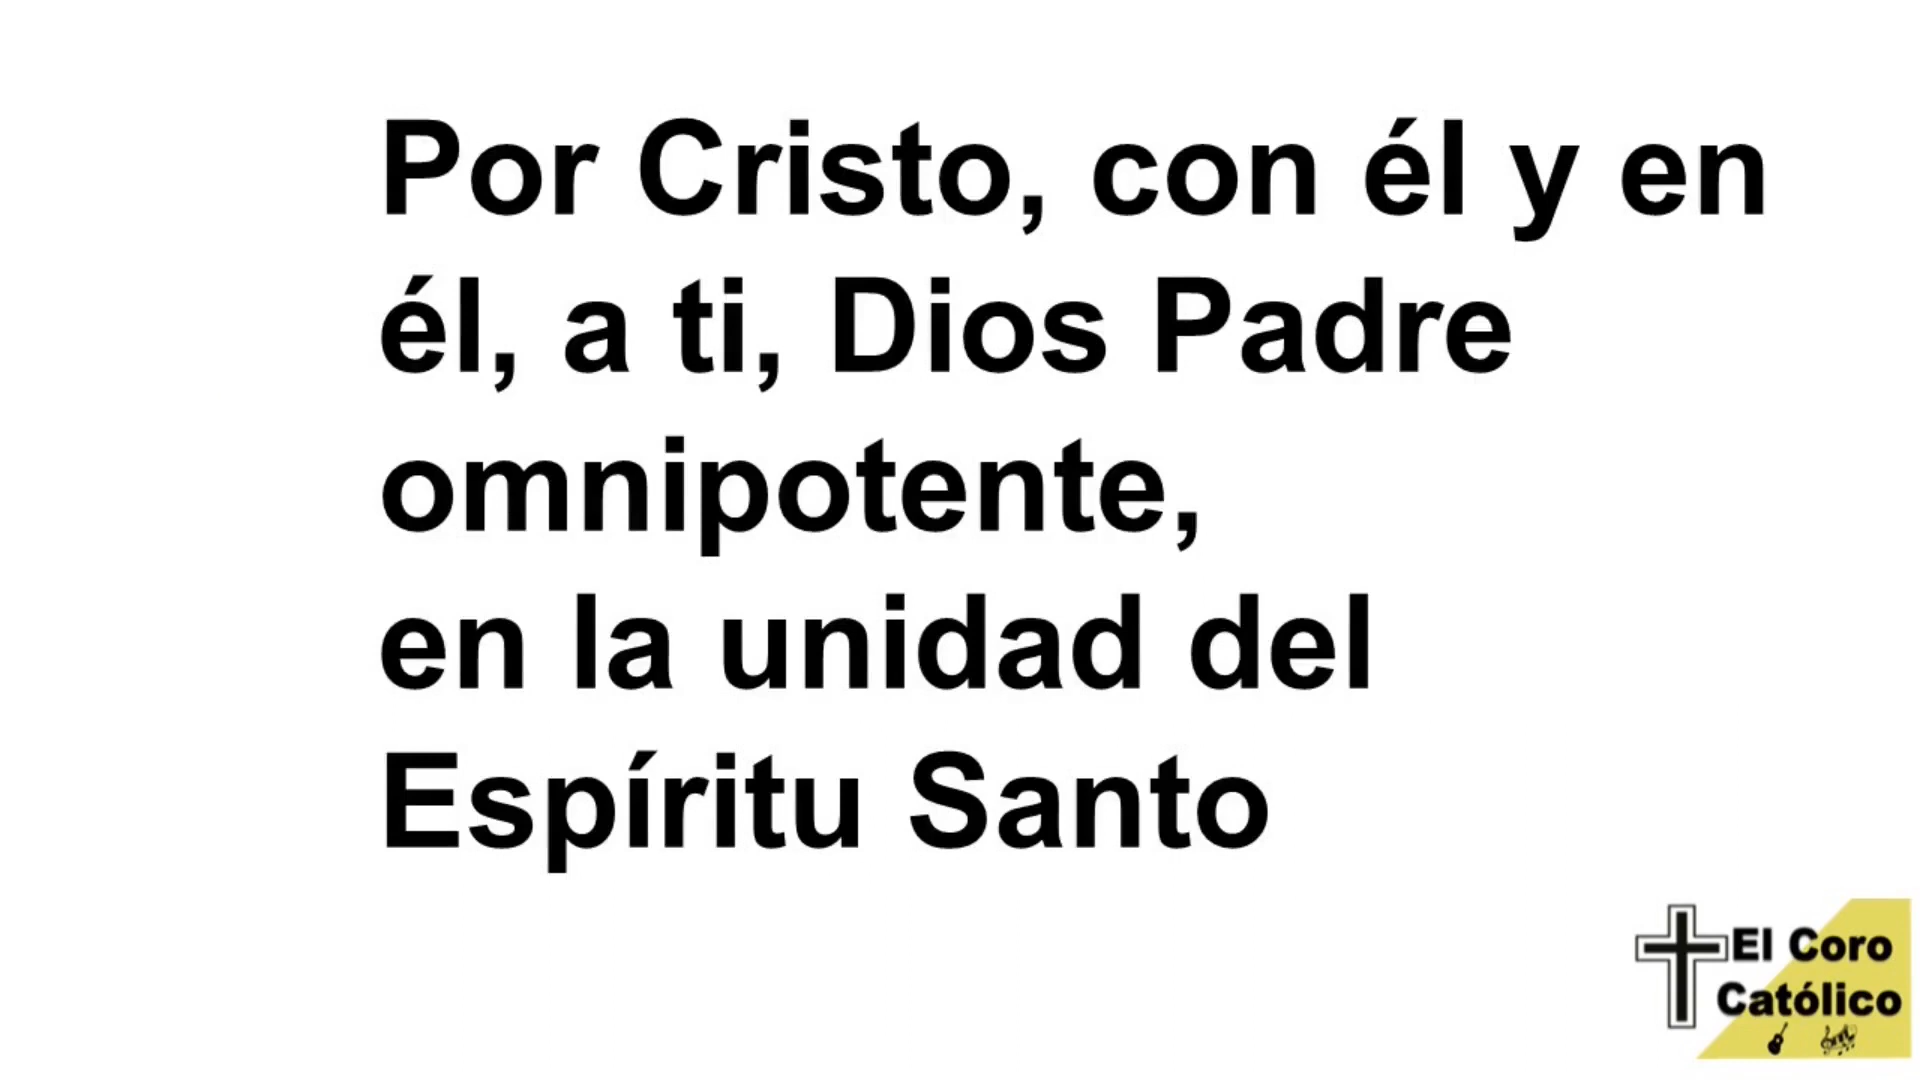 Por Cristo, con él y en
él, a ti, Dios Padre
omnipotente,
en la unidad del
Espíritu Santo
El Coro
Católico